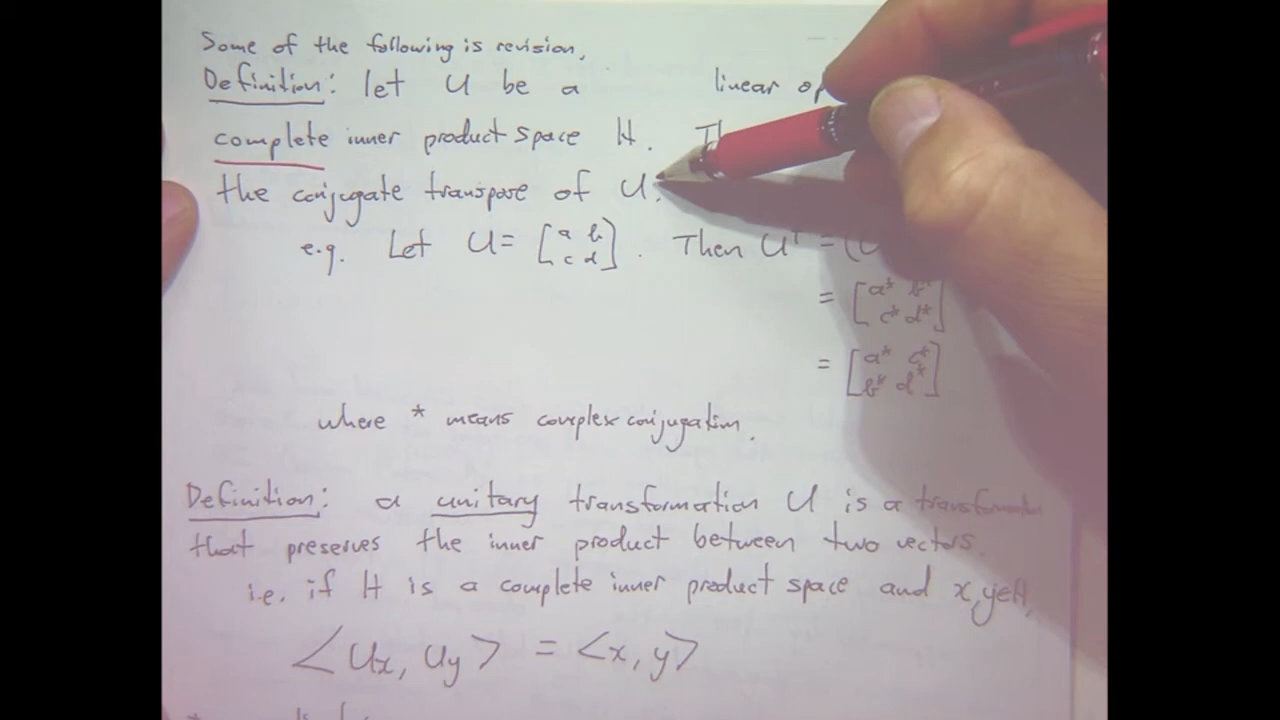 Some of the following is revision,
Definition: let U be a linear op
complete inner product space H. Th
the conjugate transpose of U.
e.g. Let U = [a b
c d]. Then U† = (U
= [a* b*
c* d*]
= [a* c*
b* d*]
where * means complex conjugation.
Definition: a unitary transformation U is a transformation
that preserves the inner product between two vectors.
i.e. if H is a complete inner product space and x,y∈H,
<Ux, Uy> = <x, y>